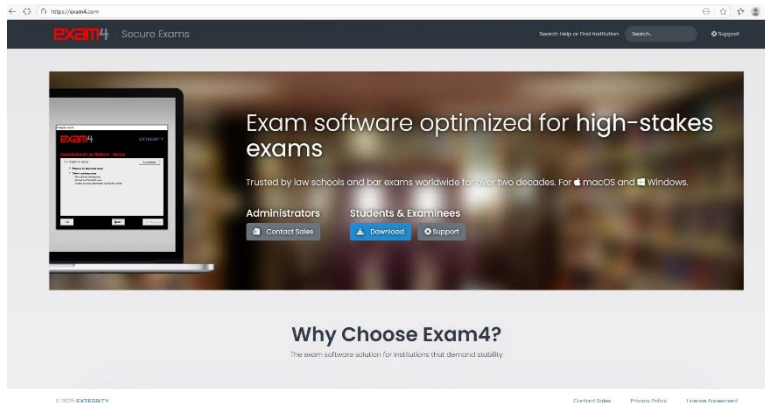 https://exam4.com
exam4 Secure Exams Search Help or Find Institution Search... Support
exam4 EXTEGRITY
Exam software optimized for high-stakes
exams
Trusted by law schools and bar exams worldwide for over two decades. For macOS and Windows.
Administrators Students & Examinees
Contact Sales Download Support
Why Choose Exam4?
The exam software solution for institutions that demand stability
EXTEGRITY Contact Sales Privacy Policy License Agreement